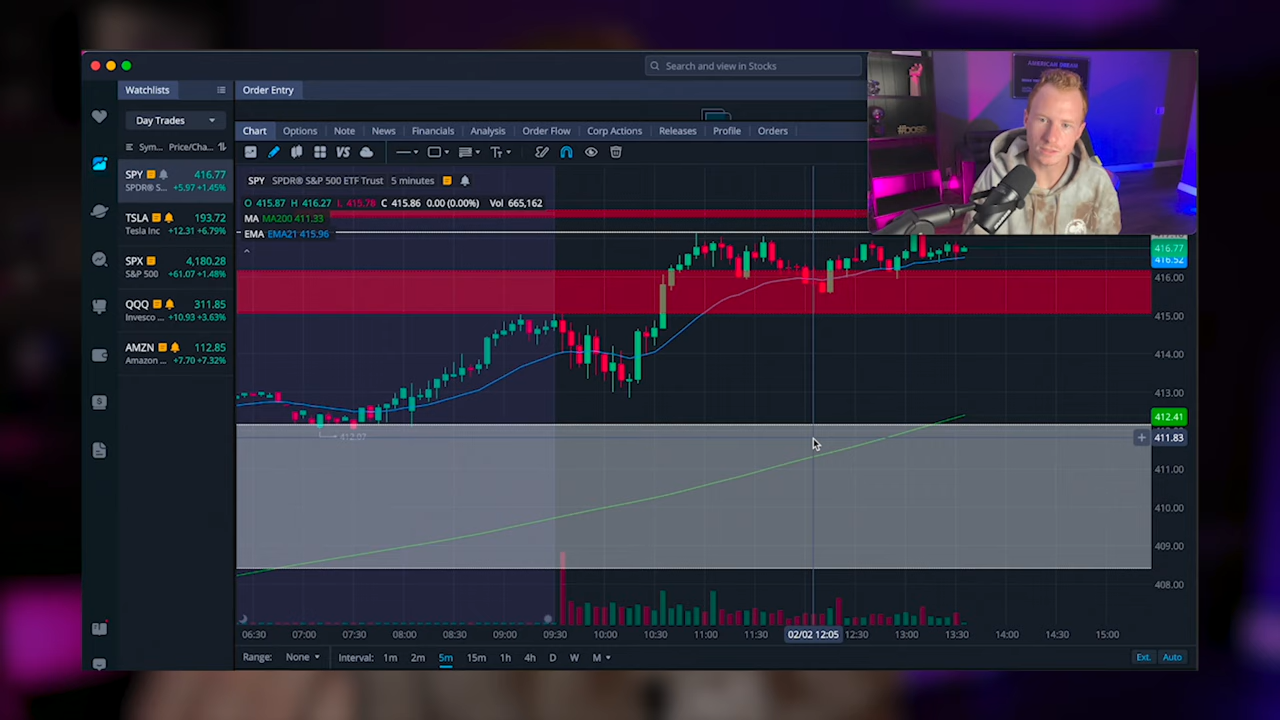 Search and view in Stocks
AMERICAN DREAM
Watchlists
Order Entry
Day Trades
Chart Options Note News Financials Analysis Order Flow Corp Actions Releases Profile Orders
Sym... Price/Cha...
VS
SPY 416.77
SPDR® S... +5.97 +1.45%
SPY SPDR® S&P 500 ETF Trust 5 minutes
O 415.87 H 416.27 L 415.78 C 415.86 0.00 (0.00%) Vol 665,162
MA MA200 411.33
EMA EMA21 415.96
TSLA 193.72
Tesla Inc +12.31 +6.79%
SPX 4,180.28
S&P 500 +61.07 +1.48%
QQQ 311.85
Invesco ... +10.93 +3.63%
AMZN 112.85
Amazon ... +7.70 +7.32%
416.77
416.52
416.00
415.00
414.00
413.00
412.41
411.83
411.00
410.00
409.00
408.00
412.07
06:30 07:00 07:30 08:00 08:30 09:00 09:30 10:00 10:30 11:00 11:30 02/02 12:05 12:30 13:00 13:30 14:00 14:30 15:00
Range: None Interval: 1m 2m 5m 15m 1h 4h D W M Ext. Auto